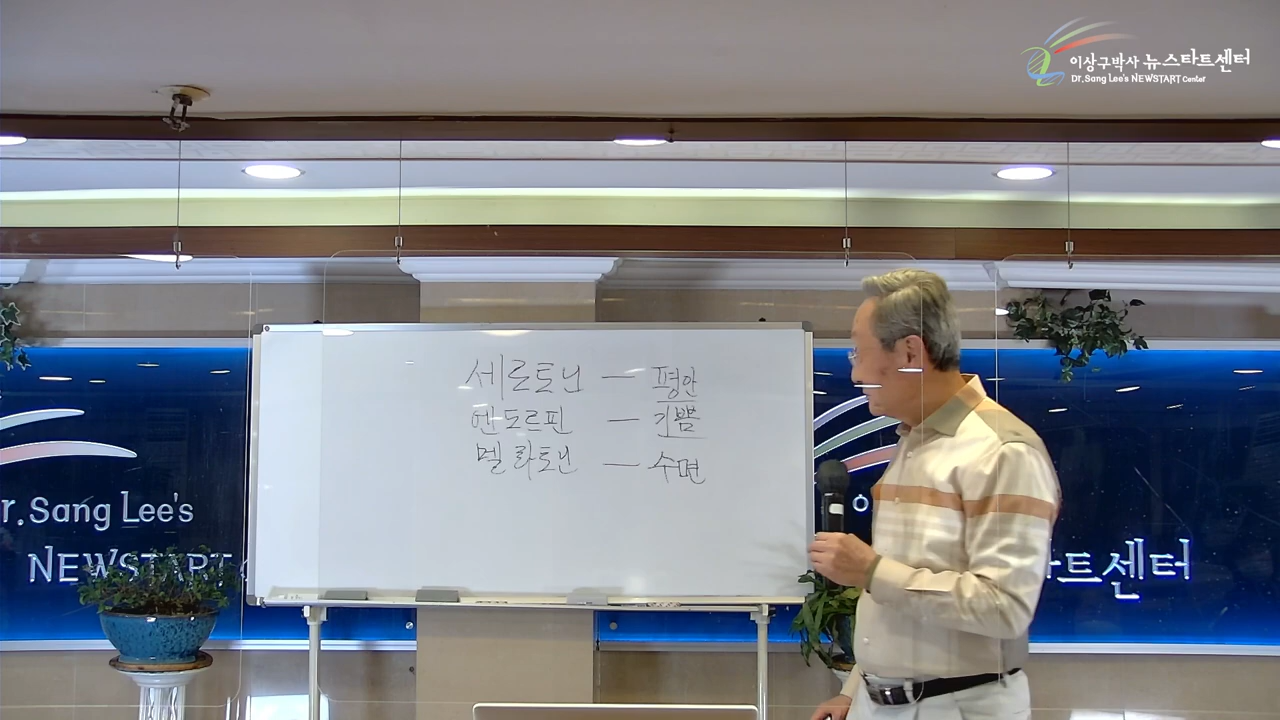 이상구박사 뉴스타트센터
Dr. Sang Lee's NEWSTART Center
세로토닌 — 평안
엔도르핀 — 기쁨
멜라토닌 — 수면
r. Sang Lee's
NEWSTART
이
타트센터